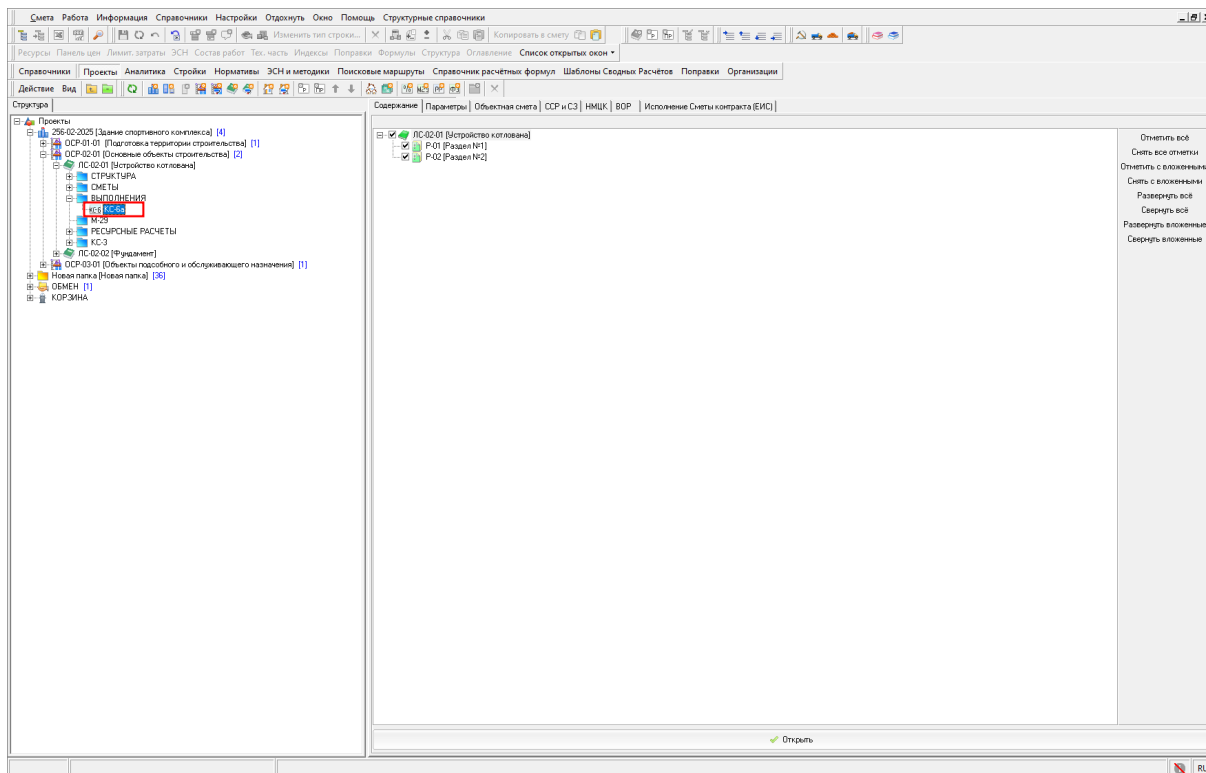 Смета Работа Информация Справочники Настройки Отдохнуть Окно Помощь Структурные справочники
Изменить тип строки... Копировать в смету
Ресурсы Панель цен Лимит. затраты ЭСН Состав работ Тех. часть Индексы Поправки Формулы Структура Оглавление Список открытых окон
Справочники Проекты Аналитика Стройки Нормативы ЭСН и методики Поисковые маршруты Справочник расчётных формул Шаблоны Сводных Расчётов Поправки Организации
Действие Вид
Структура
Содержание Параметры Объектная смета ССР и СЗ НМЦК ВОР Исполнение Сметы контракта (ЕИС)
Проекты
256-02-2025 [Здание спортивного комплекса] [4]
ОСР-01-01 [Подготовка территории строительства] [1]
ОСР-02-01 [Основные объекты строительства] [2]
ЛС-02-01 [Устройство котлована]
СТРУКТУРА
СМЕТЫ
ВЫПОЛНЕНИЯ
КС-6 КС-6а
М-29
РЕСУРСНЫЕ РАСЧЕТЫ
КС-3
ЛС-02-02 [Фундамент]
ОСР-03-01 [Объекты подсобного и обслуживающего назначения] [1]
Новая папка [Новая папка] [36]
ОБМЕН [1]
КОРЗИНА
ЛС-02-01 [Устройство котлована]
Р-01 [Раздел №1]
Р-02 [Раздел №2]
Отметить всё
Снять все отметки
Отметить с вложенными
Снять с вложенными
Развернуть всё
Свернуть всё
Развернуть вложенные
Свернуть вложенные
Открыть
RU